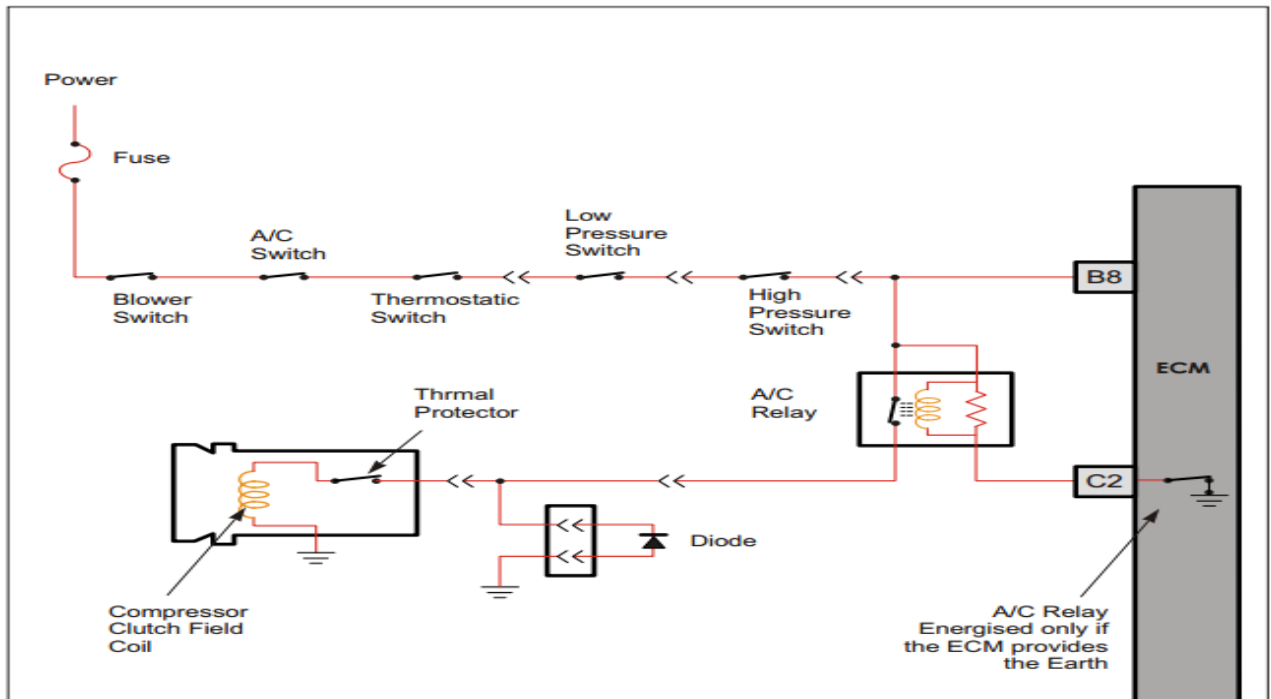 Power
Fuse
A/C
Switch
Low
Pressure
Switch
Blower
Switch
Thermostatic
Switch
High
Pressure
Switch
B8
ECM
Thrmal
Protector
A/C
Relay
C2
Diode
Compressor
Clutch Field
Coil
A/C Relay
Energised only if
the ECM provides
the Earth